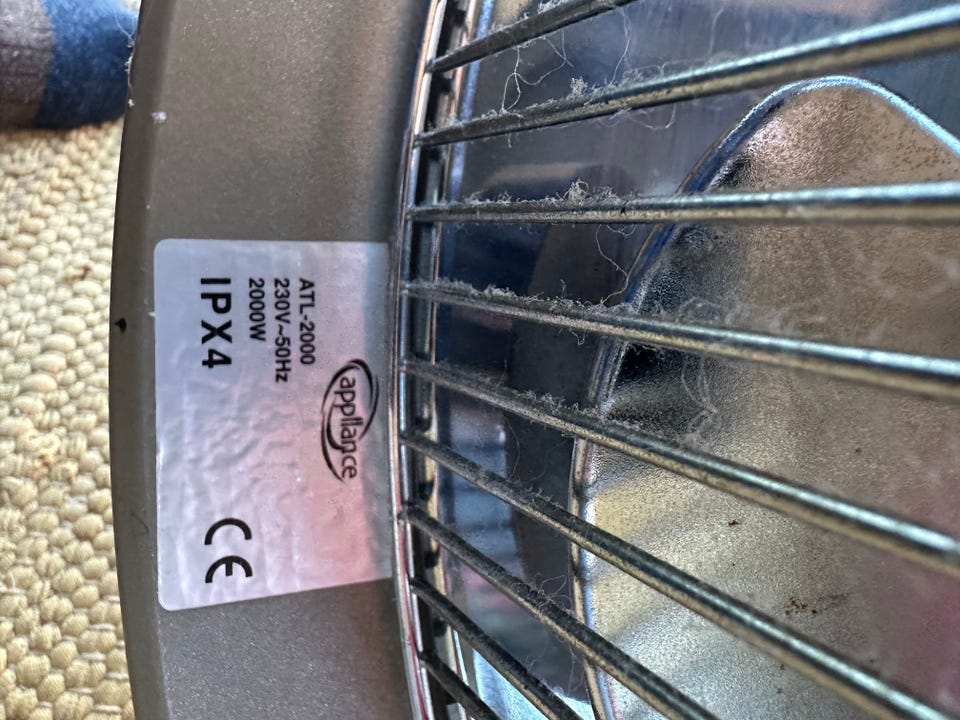 appliance
ATL-2000
230V~50Hz
2000W
IPX4
CE